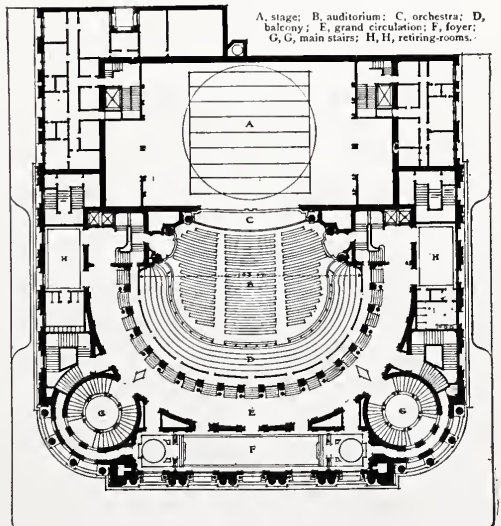 A, stage; B, auditorium; C, orchestra; D,
balcony; E, grand circulation; F, foyer;
G, G, main stairs; H, H, retiring-rooms.
A
C
H
B
H
D
G
E
G
F